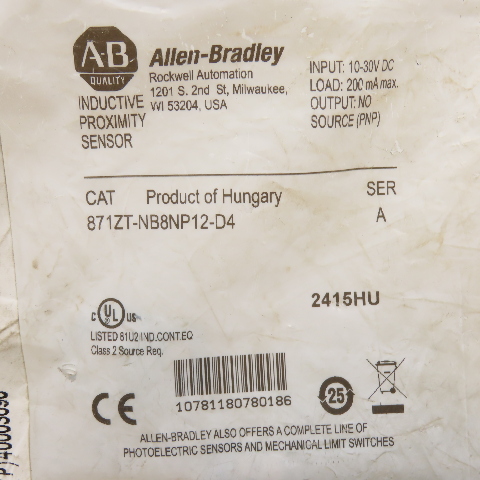 A-B
QUALITY
Allen-Bradley
Rockwell Automation
1201 S. 2nd St, Milwaukee,
WI 53204, USA
INPUT: 10-30V DC
LOAD: 200 mA max.
OUTPUT: NO
SOURCE (PNP)
INDUCTIVE
PROXIMITY
SENSOR
CAT Product of Hungary SER
871ZT-NB8NP12-D4 A
2415HU
C UL US
LISTED 61U2 IND.CONT.EQ
Class 2 Source Req.
CE
10781180780186
25
ALLEN-BRADLEY ALSO OFFERS A COMPLETE LINE OF
PHOTOELECTRIC SENSORS AND MECHANICAL LIMIT SWITCHES